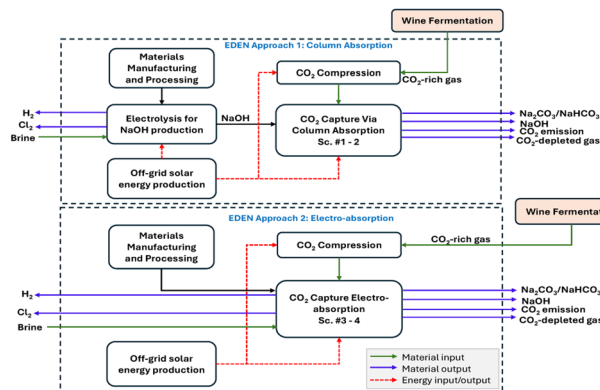 Wine Fermentation
EDEN Approach 1: Column Absorption
Materials
Manufacturing
and Processing
CO₂ Compression
CO₂-rich gas
H₂
Cl₂
Brine
Electrolysis for
NaOH production
NaOH
CO₂ Capture Via
Column Absorption
Sc. #1 - 2
Na₂CO₃/NaHCO₃
NaOH
CO₂ emission
CO₂-depleted gas
Off-grid solar
energy production
EDEN Approach 2: Electro-absorption
Wine Fermentat
Materials
Manufacturing
and Processing
CO₂ Compression
CO₂-rich gas
H₂
Cl₂
Brine
CO₂ Capture Electro-
absorption
Sc. #3 - 4
Na₂CO₃/NaHCO₃
NaOH
CO₂ emission
CO₂-depleted gas
Off-grid solar
energy production
Material input
Material output
Energy input/output